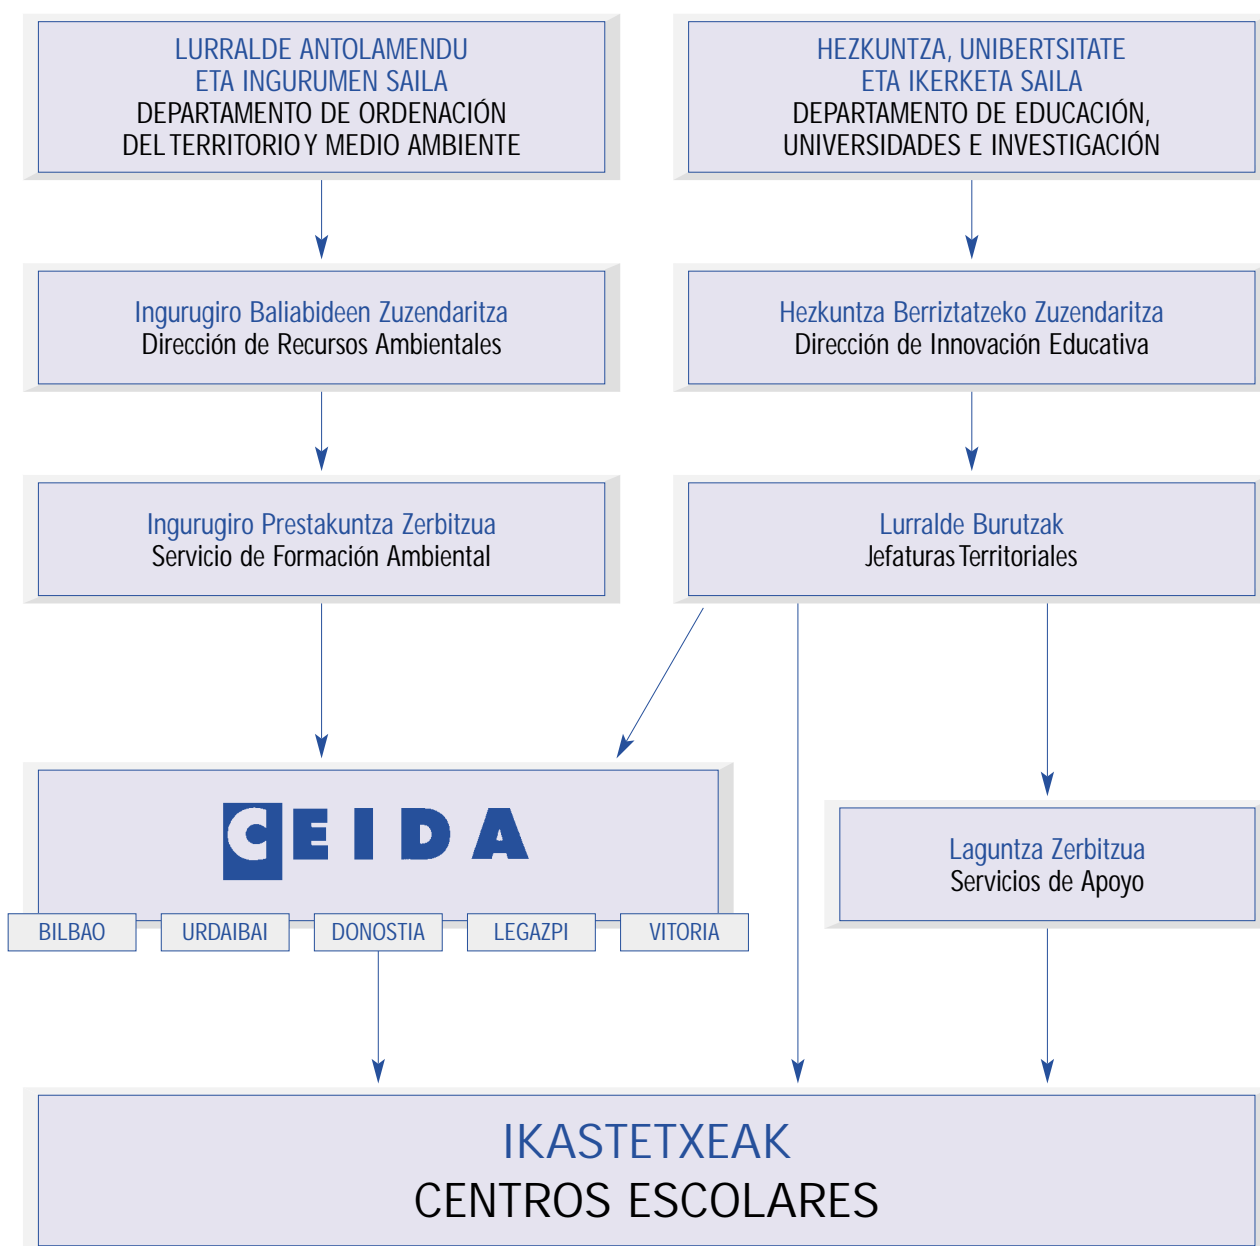 LURRALDE ANTOLAMENDU
ETA INGURUMEN SAILA
DEPARTAMENTO DE ORDENACIÓN
DEL TERRITORIO Y MEDIO AMBIENTE
HEZKUNTZA, UNIBERTSITATE
ETA IKERKETA SAILA
DEPARTAMENTO DE EDUCACIÓN,
UNIVERSIDADES E INVESTIGACIÓN
Ingurugiro Baliabideen Zuzendaritza
Dirección de Recursos Ambientales
Hezkuntza Berriztatzeko Zuzendaritza
Dirección de Innovación Educativa
Ingurugiro Prestakuntza Zerbitzua
Servicio de Formación Ambiental
Lurralde Burutzak
Jefaturas Territoriales
CEIDA
BILBAO
URDAIBAI
DONOSTIA
LEGAZPI
VITORIA
Laguntza Zerbitzua
Servicios de Apoyo
IKASTETXEAK
CENTROS ESCOLARES